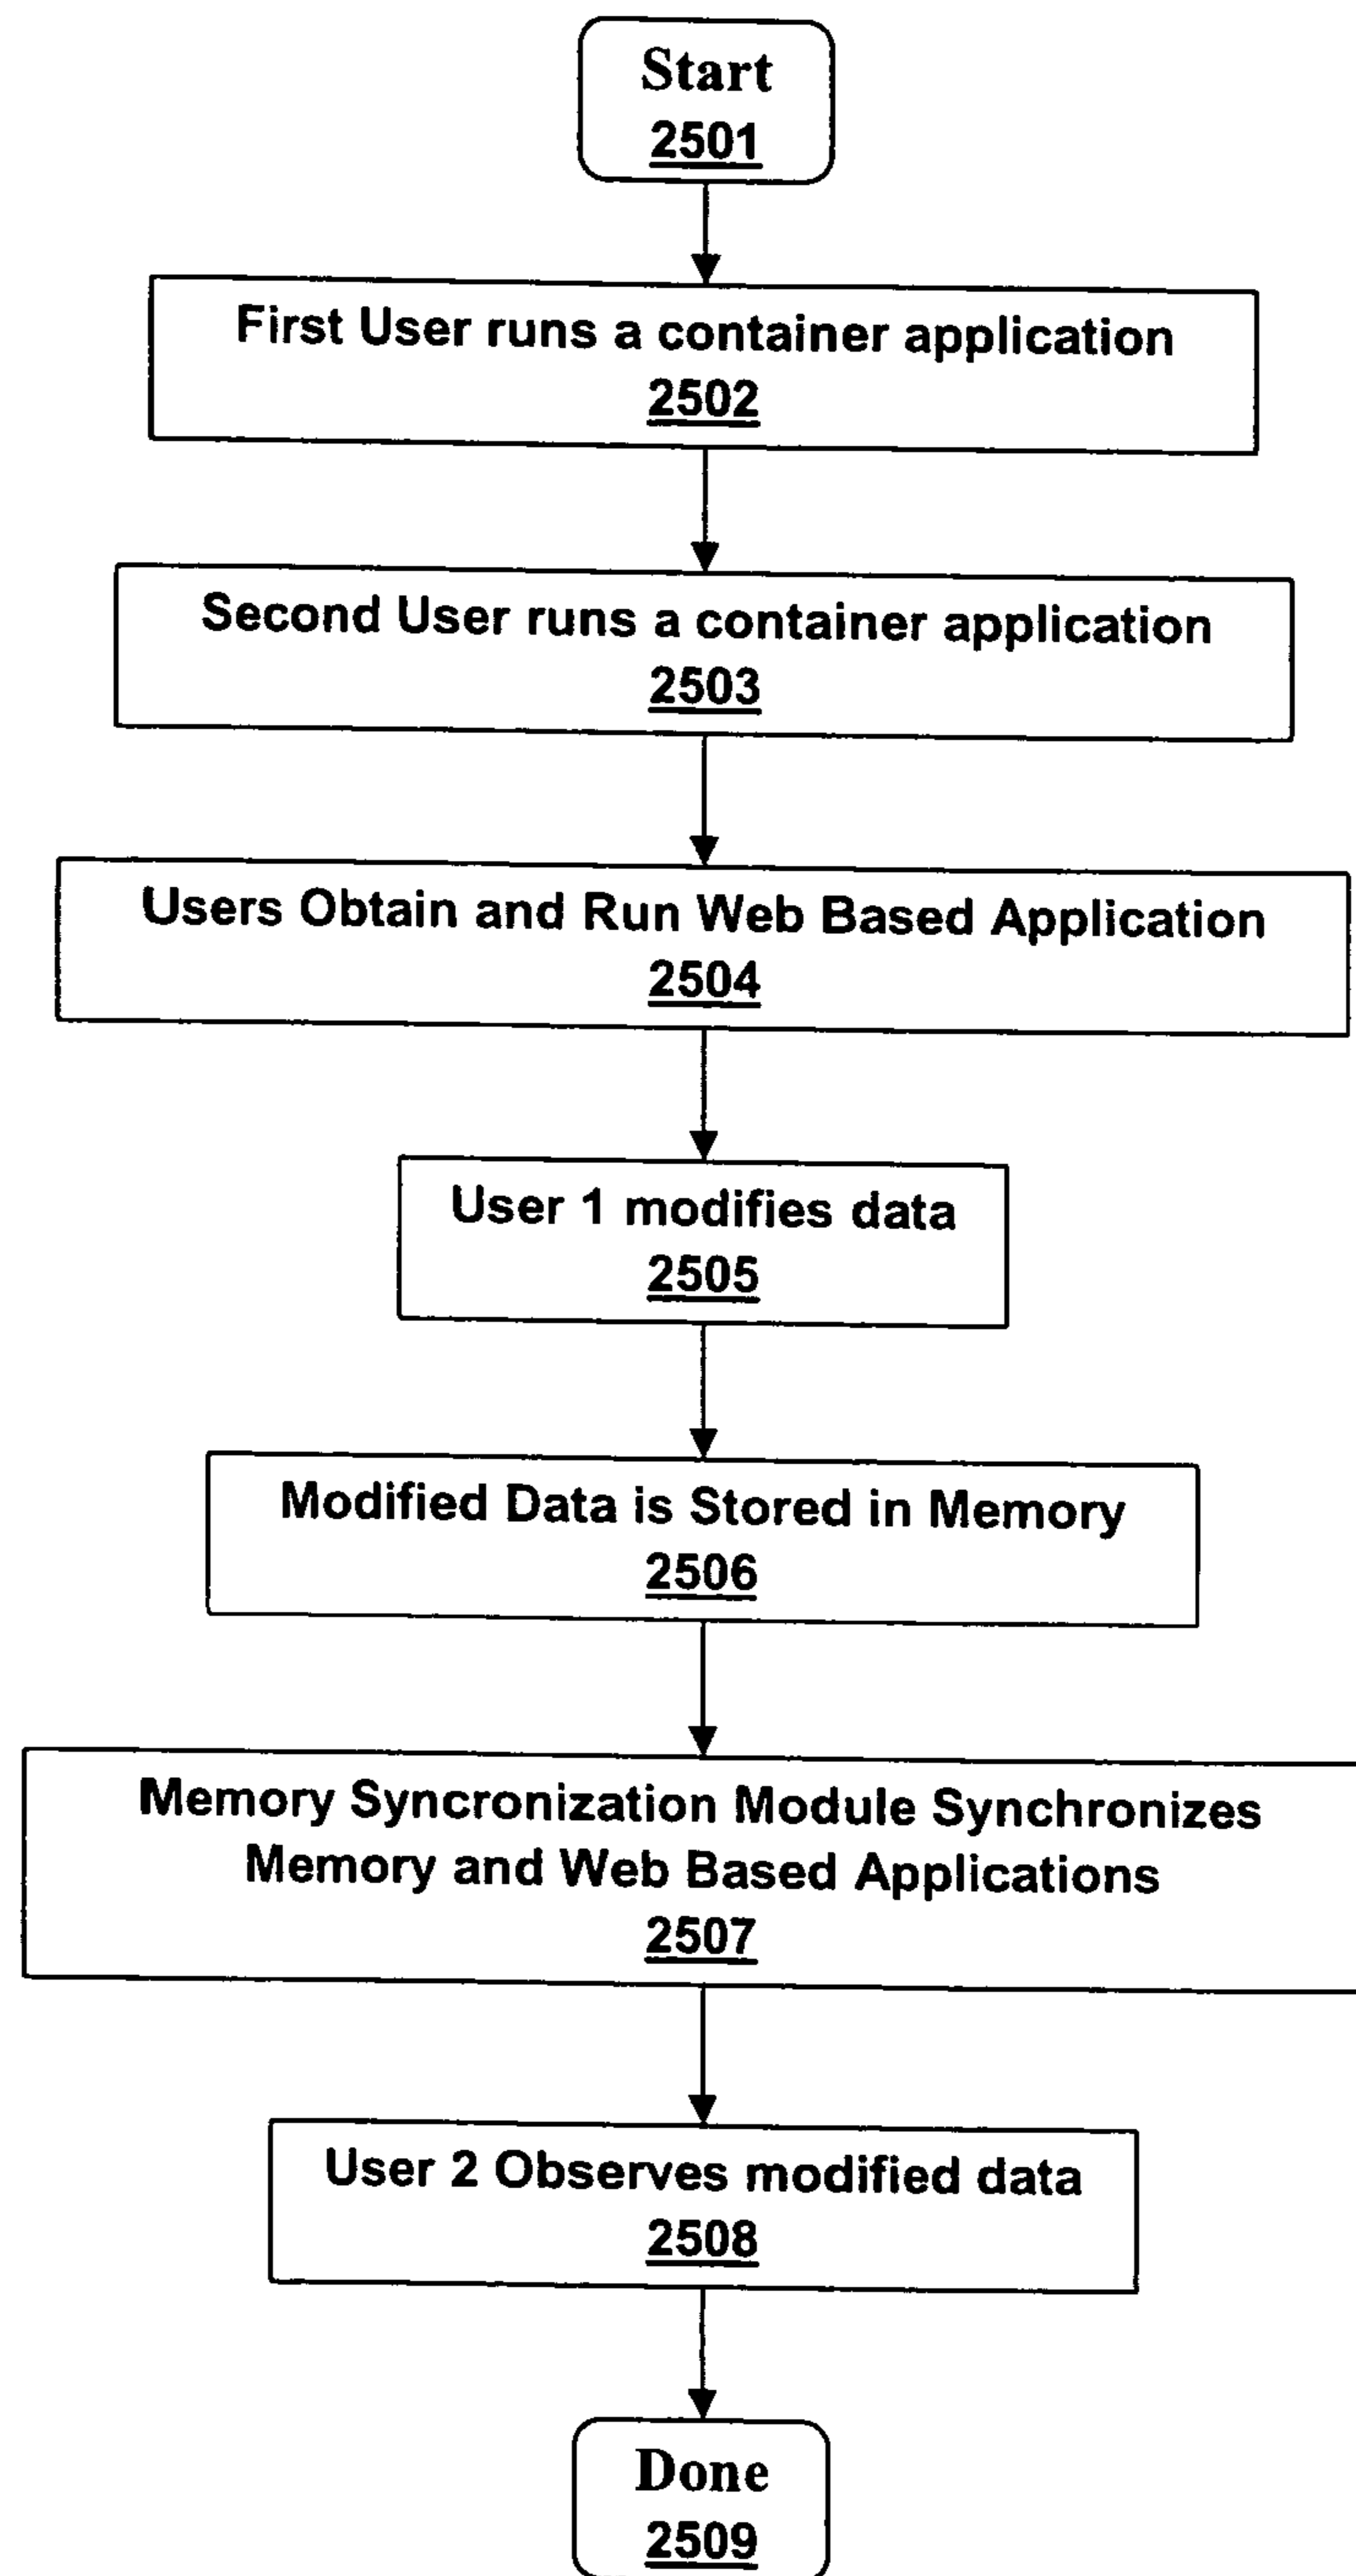 Start
2501
First User runs a container application
2502
Second User runs a container application
2503
Users Obtain and Run Web Based Application
2504
User 1 modifies data
2505
Modified Data is Stored in Memory
2506
Memory Syncronization Module Synchronizes
Memory and Web Based Applications
2507
User 2 Observes modified data
2508
Done
2509